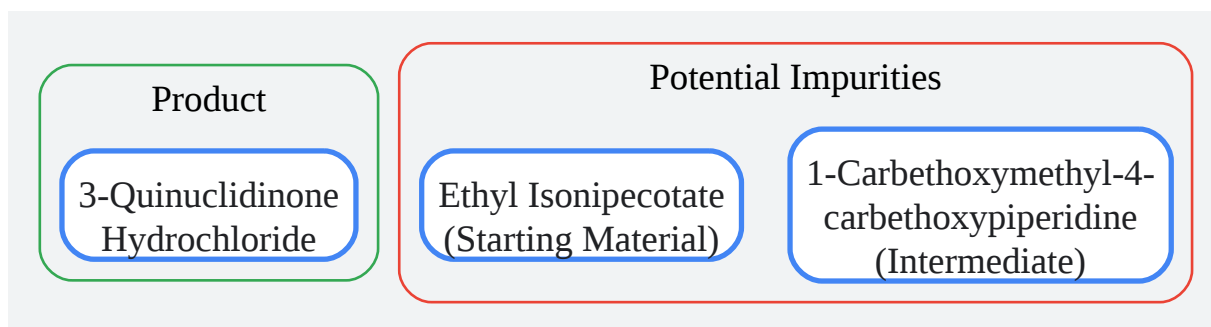 Product
3-Quinuclidinone
Hydrochloride
Potential Impurities
Ethyl Isonipecotate
(Starting Material)
1-Carbethoxymethyl-4-
carbethoxypiperidine
(Intermediate)